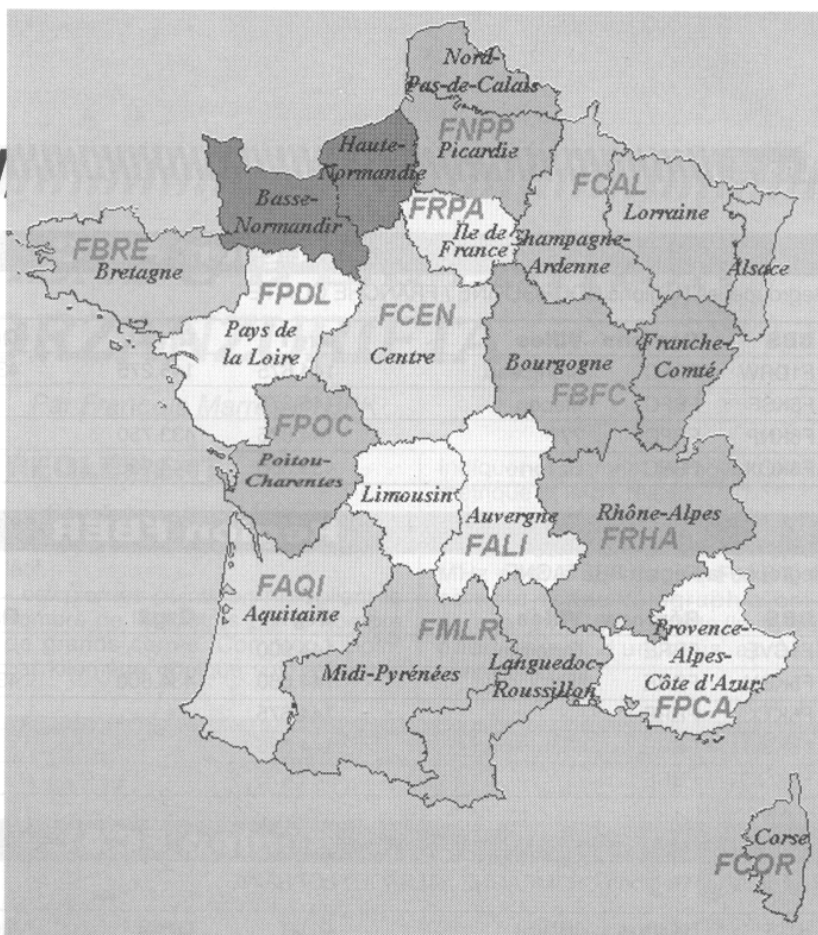 Nord-
Pas-de-Calais
FNPP
Picardie
Haute-
Normandie
Basse-
Normandir
FCAL
Lorraine
FRPA
Île de
France
Champagne-
Ardenne
Alsace
FBRE
Bretagne
FPDL
Pays de
la Loire
FCEN
Centre
Bourgogne
FBFC
Franche-
Comté
FPOC
Poitou-
Charentes
Limousin
Auvergne
FALI
Rhône-Alpes
FRHA
FAQI
Aquitaine
FMLR
Midi-Pyrénées
Languedoc-
Roussillon
Provence-
Alpes-
Côte d'Azur
FPCA
Corse
FCOR